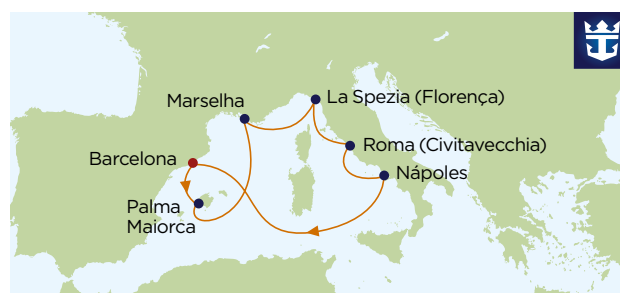 La Spezia (Florença)
Marselha
Roma (Civitavecchia)
Barcelona
Nápoles
Palma
Maiorca